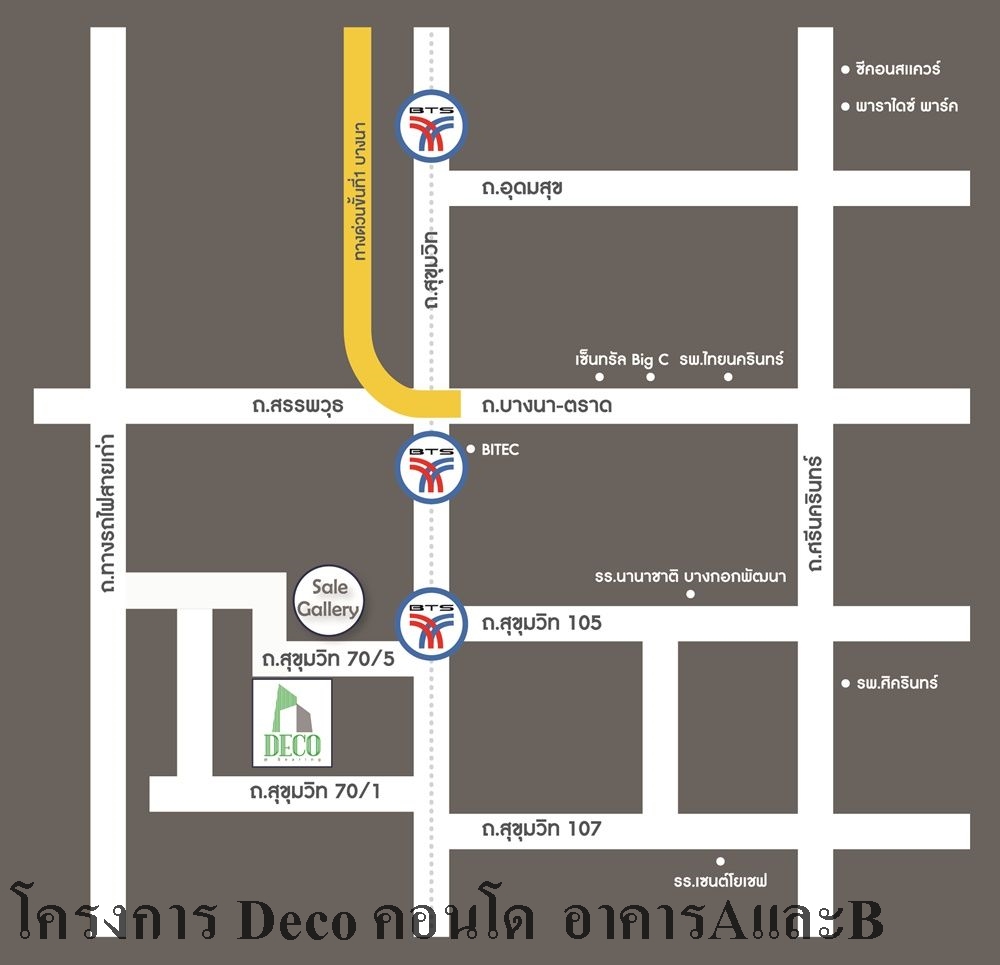 ซีคอนสแควร์
พาราไดซ์ พาร์ค
BTS
ทางด่วนขั้นที่1 บางนา
ถ.อุดมสุข
ถ.สุขุมวิท
เซ็นทรัล Big C รพ.ไทยนครินทร์
ถ.สรรพวุธ
ถ.บางนา-ตราด
BTS
BITEC
ถ.ทางรถไฟสายเก่า
ถ.ศรีนครินทร์
Sale
Gallery
รร.นานาชาติ บางกอกพัฒนา
BTS
ถ.สุขุมวิท 105
ถ.สุขุมวิท 70/5
รพ.ศิครินทร์
DECO
ถ.สุขุมวิท 70/1
ถ.สุขุมวิท 107
รร.เซนต์โยเซฟ
โครงการ Deco คอนโด อาคารAและB